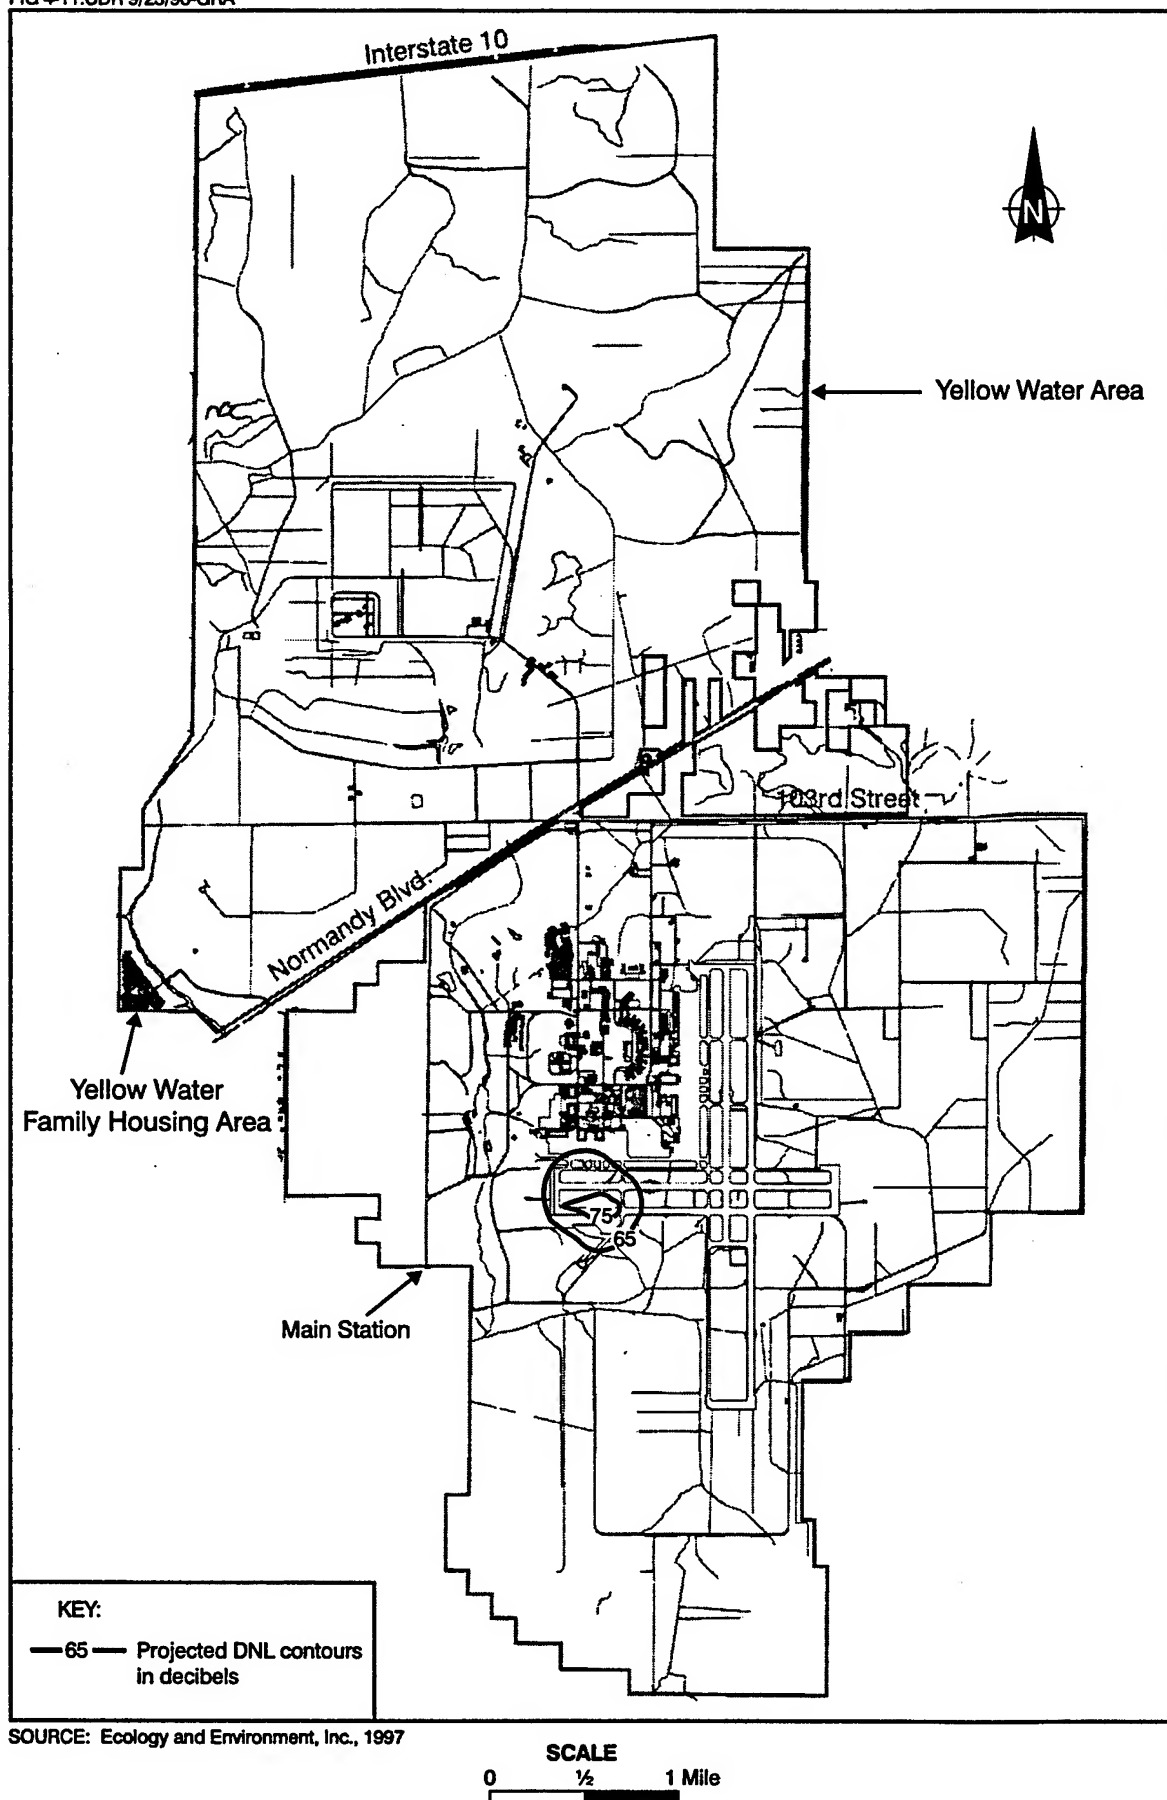 Interstate 10
N
Yellow Water Area
103rd Street
Normandy Blvd.
Yellow Water
Family Housing Area
75
65
Main Station
KEY:
65 Projected DNL contours
in decibels
SOURCE: Ecology and Environment, Inc., 1997
SCALE
0 ½ 1 Mile